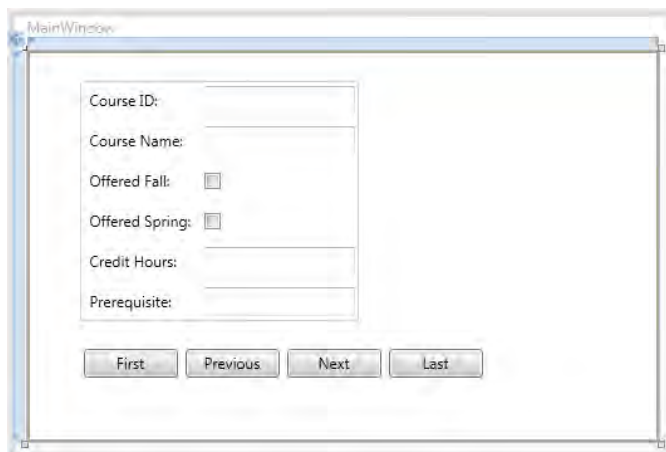 MainWindow
Course ID:
Course Name:
Offered Fall:
Offered Spring:
Credit Hours:
Prerequisite:
First Previous Next Last